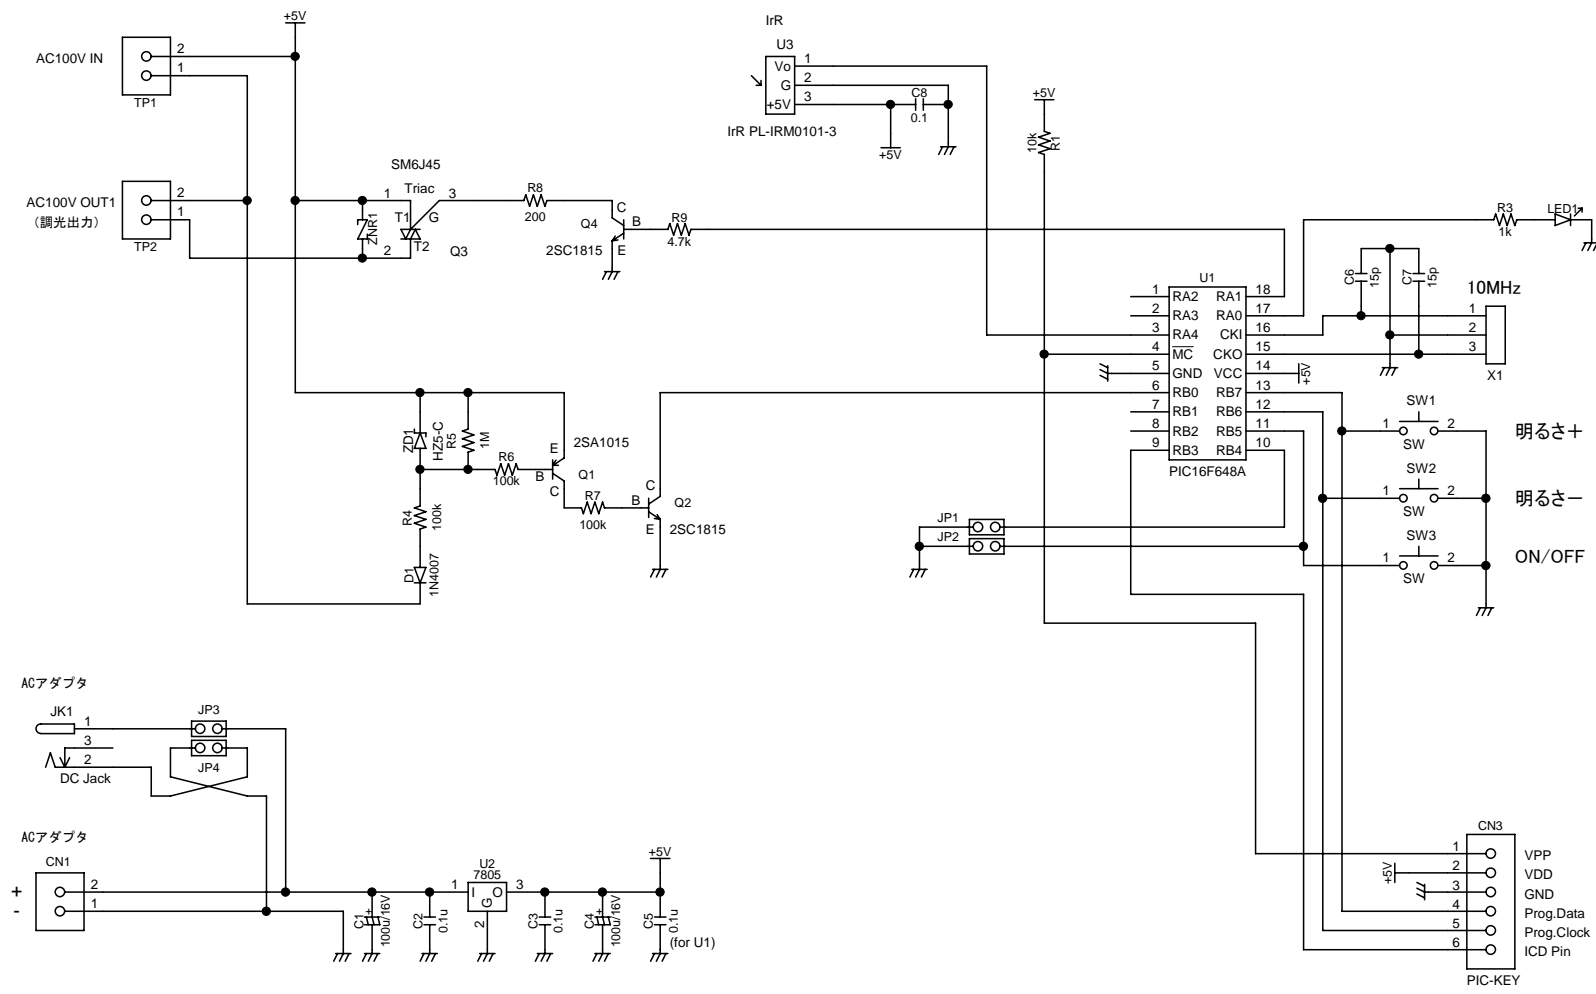 +5V
AC100V IN
2
1
TP1
AC100V OUT1
（調光出力）
2
1
TP2
IrR
U3
Vo
1
G
2
+5V
3
C8
0.1
IrR PL-IRM0101-3
+5V
+5V
10k
R1
SM6J45
Triac
1
3
T1
G
T2
2
Q3
ZNR1
R8
200
C
Q4
B
E
2SC1815
R9
4.7k
R3
1k
LED1
C6
15p
C7
15p
10MHz
1
2
3
X1
U1
1 RA2 RA1 18
2 RA3 RA0 17
3 RA4 CKI 16
4 MC CKO 15
5 GND VCC 14
+5V
6 RB0 RB7 13
7 RB1 RB6 12
8 RB2 RB5 11
9 RB3 RB4 10
PIC16F648A
SW1
1 2
SW
明るさ+
SW2
1 2
SW
明るさー
SW3
1 2
SW
ON/OFF
ZD1
HZ5-C
R5
1M
R6
100k
E
2SA1015
B
Q1
C
R7
100k
C
B
Q2
E
2SC1815
R4
100k
D1
1N4007
JP1
JP2
ACアダプタ
JK1
1
3
2
DC Jack
JP3
JP4
ACアダプタ
CN1
+
2
-
1
C1
+
100u/16V
C2
0.1u
U2
7805
1
I
O
3
G
2
C3
0.1u
C4
+
100u/16V
+5V
C5
0.1u
(for U1)
CN3
1 VPP
+5V
2 VDD
3 GND
4 Prog.Data
5 Prog.Clock
6 ICD Pin
PIC-KEY